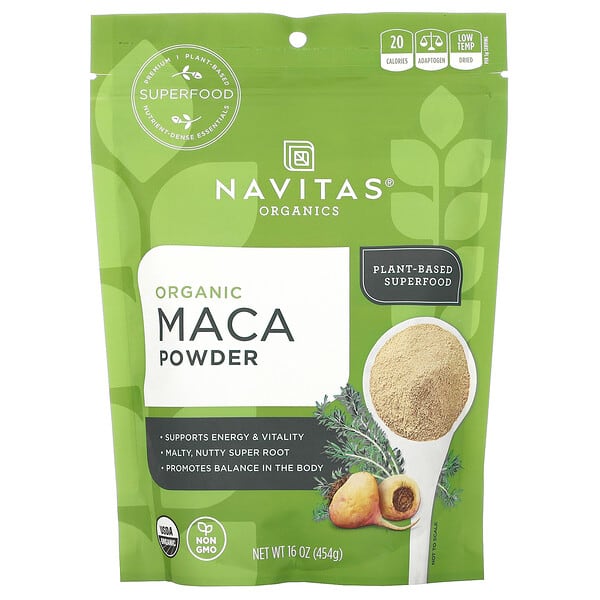 PREMIUM | PLANT-BASED
SUPERFOOD
NUTRIENT-DENSE ESSENTIALS
20
CALORIES
ADAPTOGEN
LOW
TEMP
DRIED
NAVITAS®
ORGANICS
PLANT-BASED
SUPERFOOD
ORGANIC
MACA
POWDER
• SUPPORTS ENERGY & VITALITY
• MALTY, NUTTY SUPER ROOT
• PROMOTES BALANCE IN THE BODY
USDA
ORGANIC
NON
GMO
NET WT 16 OZ (454g)
NOT TO SCALE